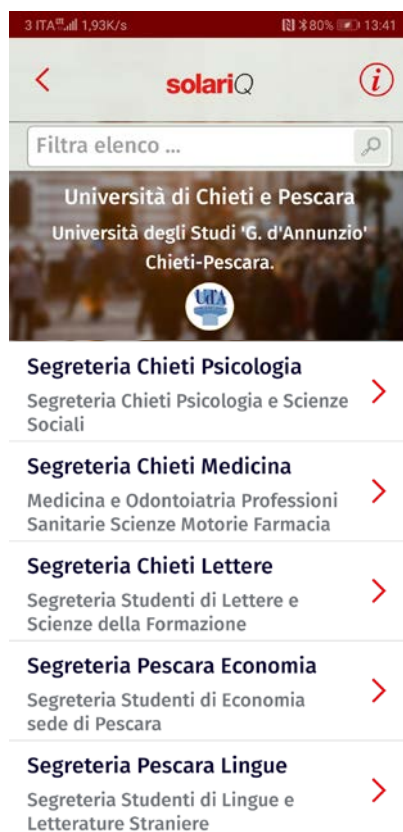 3 ITA 1,93K/s 80% 13:41
solariQ
i
Filtra elenco ...
Università di Chieti e Pescara
Università degli Studi 'G. d'Annunzio'
Chieti-Pescara.
UdA
Segreteria Chieti Psicologia
Segreteria Chieti Psicologia e Scienze
Sociali
Segreteria Chieti Medicina
Medicina e Odontoiatria Professioni
Sanitarie Scienze Motorie Farmacia
Segreteria Chieti Lettere
Segreteria Studenti di Lettere e
Scienze della Formazione
Segreteria Pescara Economia
Segreteria Studenti di Economia
sede di Pescara
Segreteria Pescara Lingue
Segreteria Studenti di Lingue e
Letterature Straniere